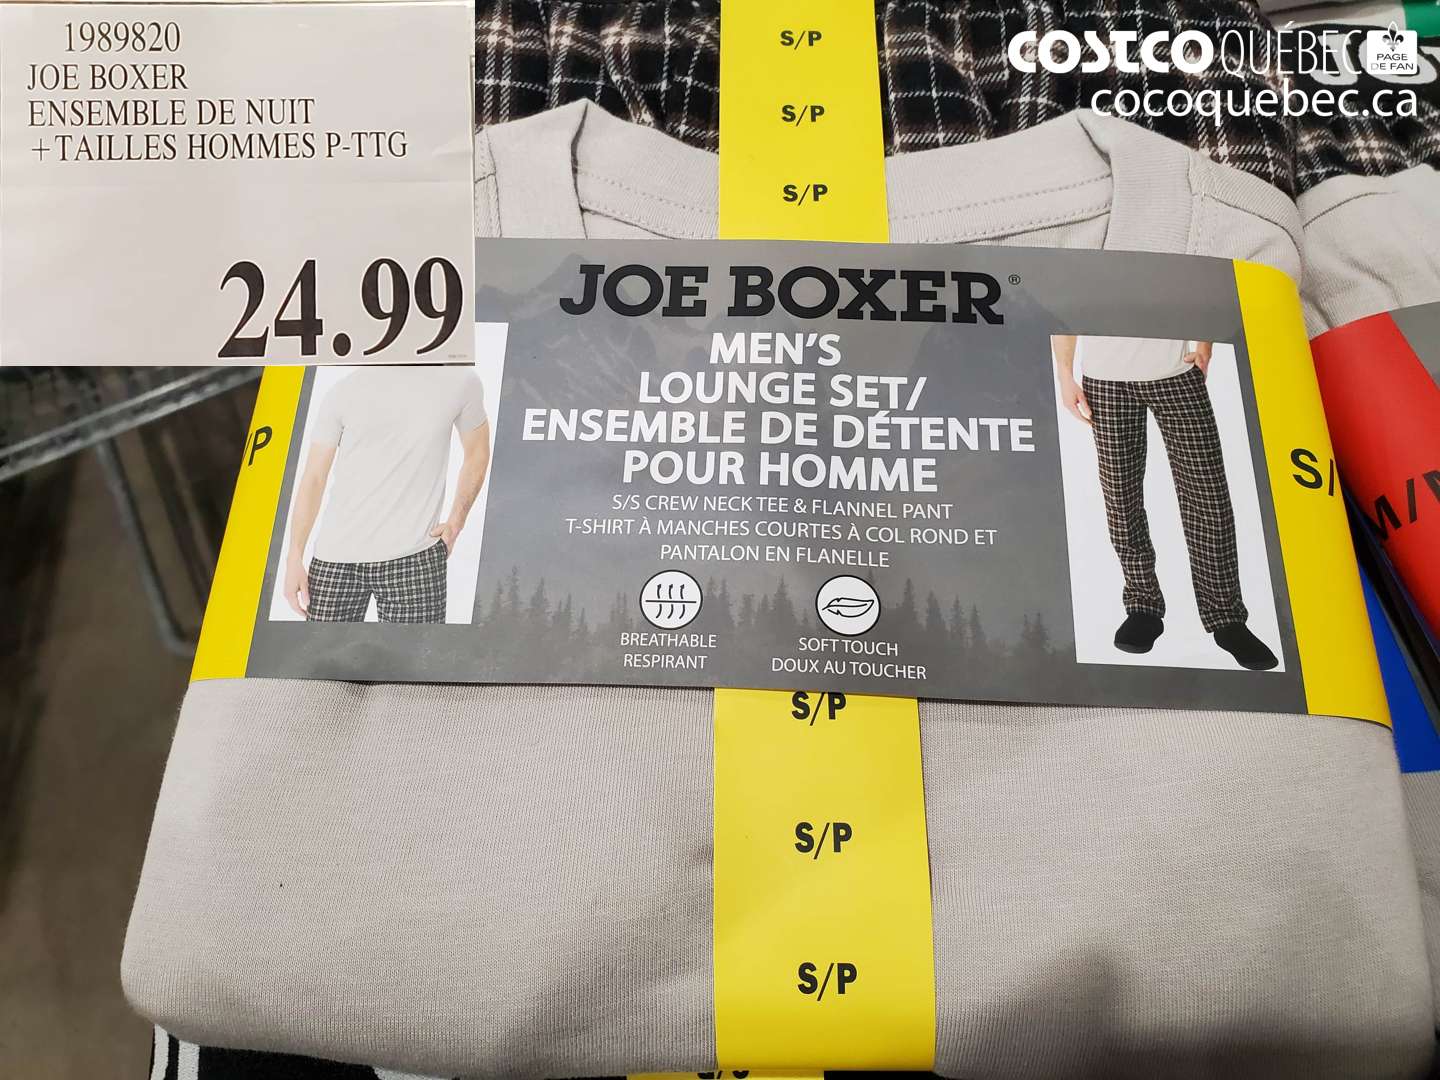 1989820
JOE BOXER
ENSEMBLE DE NUIT
+TAILLES HOMMES P-TTG
24.99
COSTCO QUÉBEC
PAGE
DE FAN
cocoquebec.ca
S/P
S/P
S/P
JOE BOXER®
MEN'S
LOUNGE SET/
ENSEMBLE DE DÉTENTE
POUR HOMME
S/S CREW NECK TEE & FLANNEL PANT
T-SHIRT À MANCHES COURTES À COL ROND ET
PANTALON EN FLANELLE
BREATHABLE
RESPIRANT
SOFT TOUCH
DOUX AU TOUCHER
/P
S/
M/
S/P
S/P
S/P